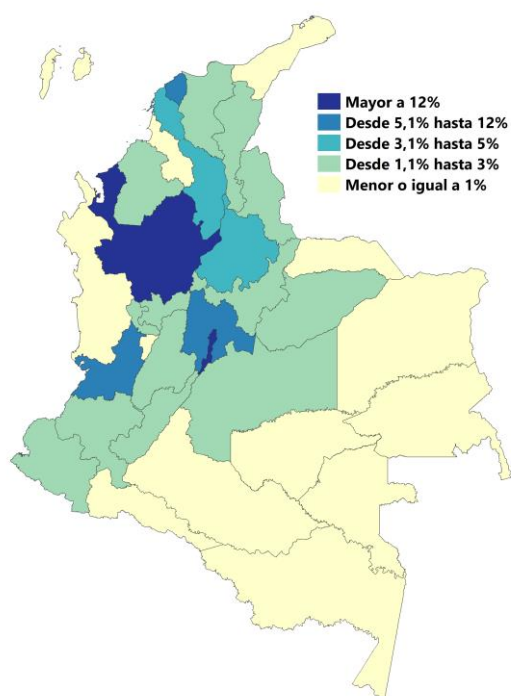 Mayor a 12%
Desde 5,1% hasta 12%
Desde 3,1% hasta 5%
Desde 1,1% hasta 3%
Menor o igual a 1%